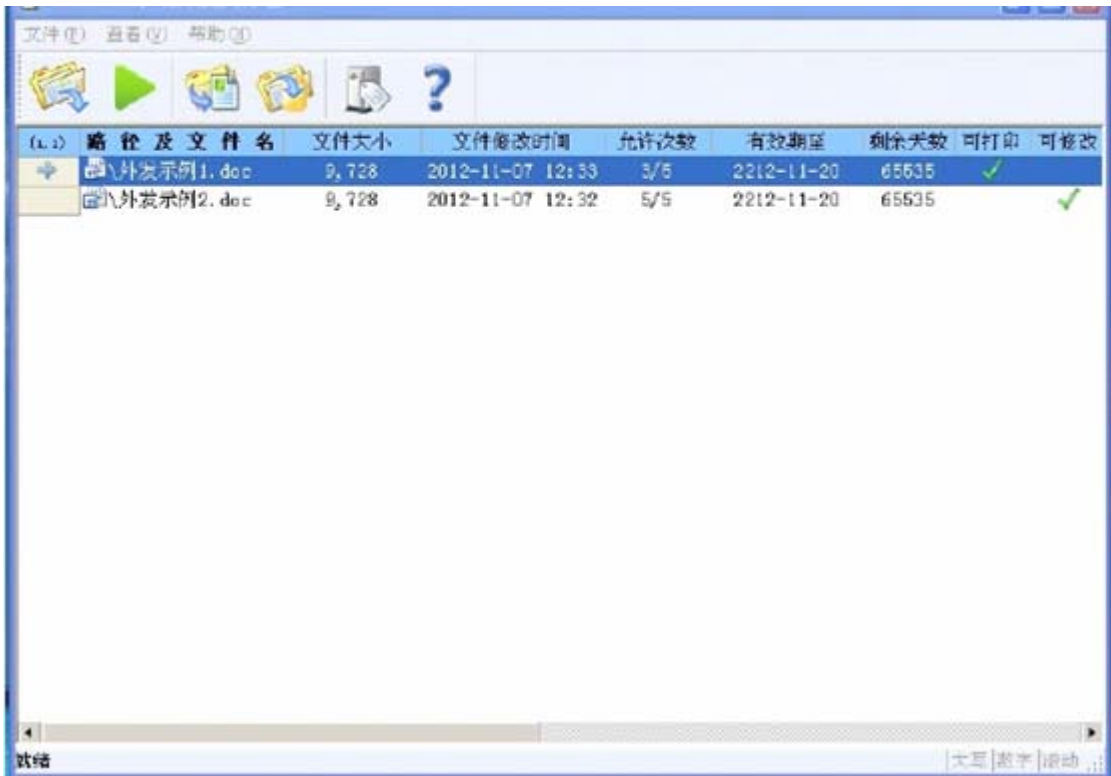 文件(F) 查看(V) 帮助(H)
(1,2) 路径及文件名 文件大小 文件修改时间 允许次数 有效期至 剩余天数 可打印 可修改
\外发示例1.doc 9,728 2012-11-07 12:33 3/5 2212-11-20 65535
\外发示例2.doc 9,728 2012-11-07 12:32 5/5 2212-11-20 65535
就绪 大写 数字 滚动